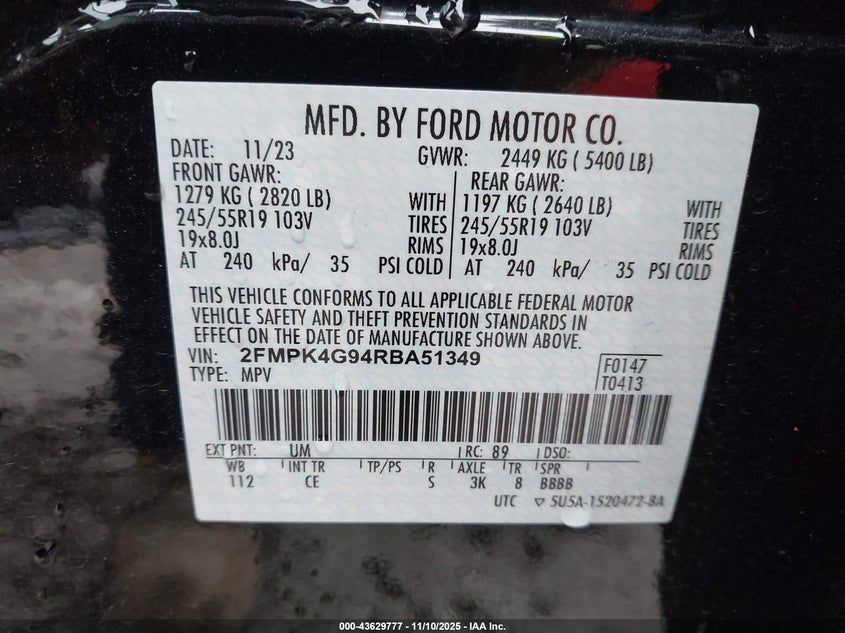 MFD. BY FORD MOTOR CO.
DATE: 11/23 GVWR: 2449 KG ( 5400 LB)
FRONT GAWR: REAR GAWR:
1279 KG ( 2820 LB) WITH 1197 KG ( 2640 LB) WITH
245/55R19 103V TIRES 245/55R19 103V TIRES
19x8.0J RIMS 19x8.0J RIMS
AT 240 kPa/ 35 PSI COLD AT 240 kPa/ 35 PSI COLD
THIS VEHICLE CONFORMS TO ALL APPLICABLE FEDERAL MOTOR
VEHICLE SAFETY AND THEFT PREVENTION STANDARDS IN
EFFECT ON THE DATE OF MANUFACTURE SHOWN ABOVE.
VIN: 2FMPK4G94RBA51349 F0147
TYPE: MPV T0413
EXT PNT: UM RC: 89 DSO:
WB INT TR TP/PS R AXLE TR SPR
112 CE S 3K 8 BBBB
UTC ▽ 5U5A-1520472-BA
000-43629777 - 11/10/2025 - IAA Inc.